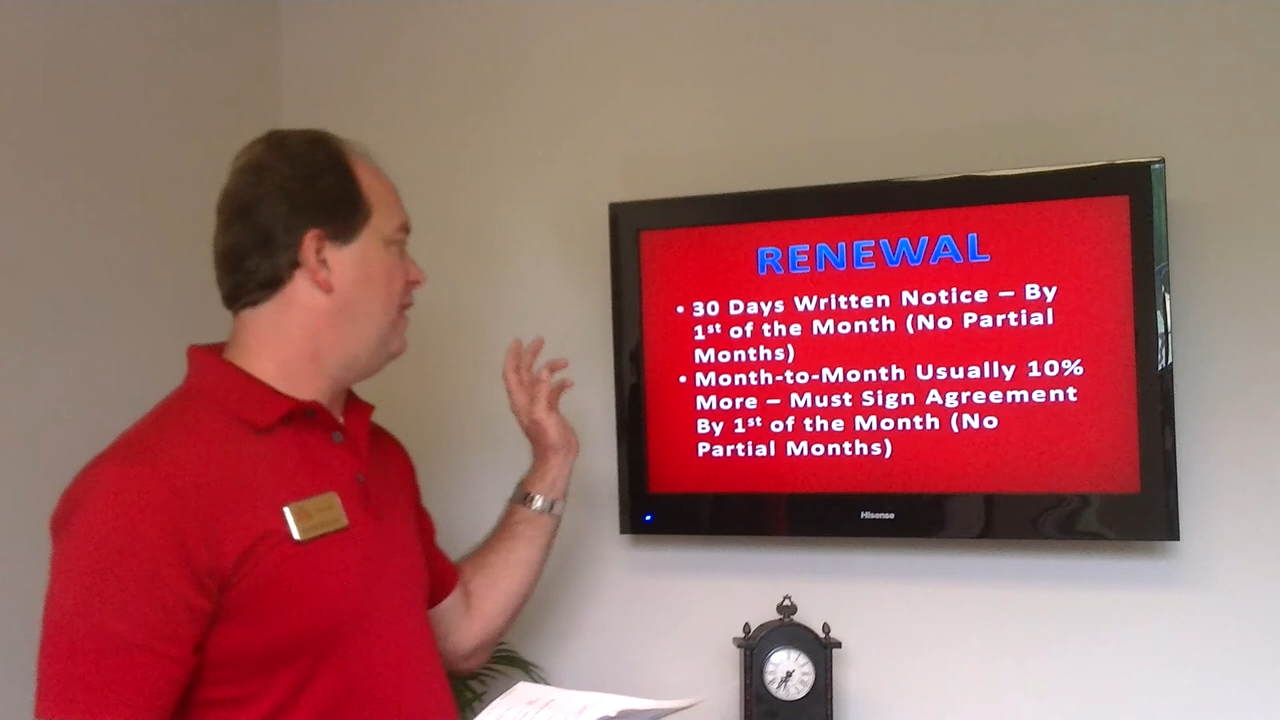 RENEWAL
• 30 Days Written Notice – By
1st of the Month (No Partial
Months)
• Month-to-Month Usually 10%
More – Must Sign Agreement
By 1st of the Month (No
Partial Months)
Hisense